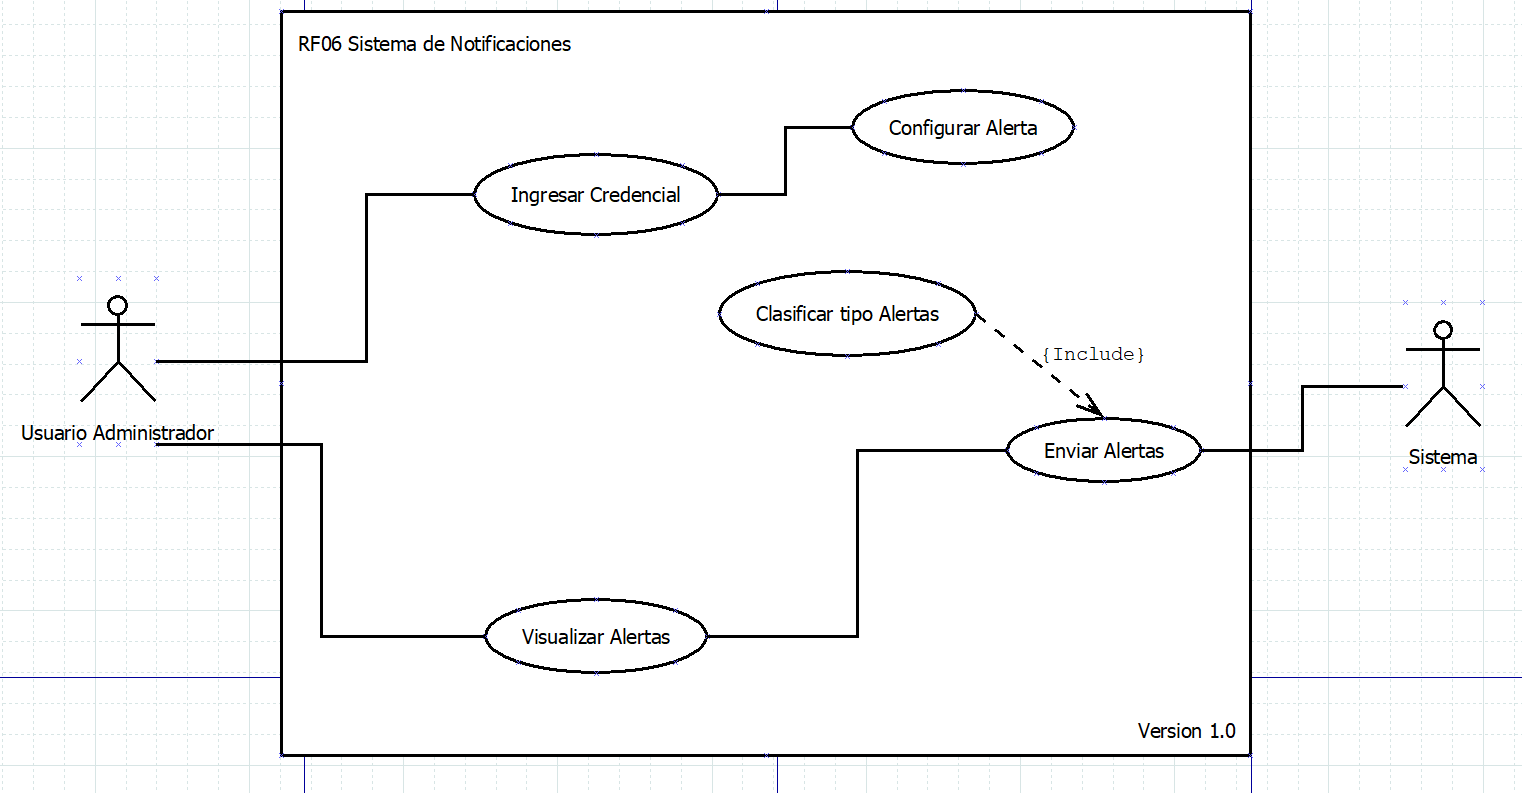 RF06 Sistema de Notificaciones
Configurar Alerta
Ingresar Credencial
Clasificar tipo Alertas
{Include}
Usuario Administrador
Enviar Alertas
Sistema
Visualizar Alertas
Version 1.0